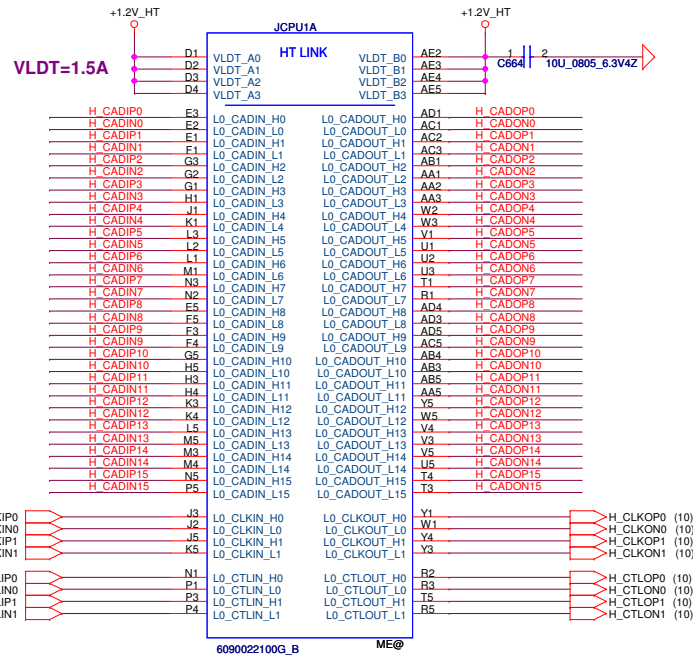 +1.2V_HT +1.2V_HT
JCPU1A
HT LINK
VLDT=1.5A
D1 VLDT_A0 VLDT_B0 AE2 1 2
D2 VLDT_A1 VLDT_B1 AE3 C664 10U_0805_6.3V4Z
D3 VLDT_A2 VLDT_B2 AE4
D4 VLDT_A3 VLDT_B3 AE5
H_CADIP0 E3 L0_CADIN_H0 L0_CADOUT_H0 AD1 H_CADOP0
H_CADIN0 E2 L0_CADIN_L0 L0_CADOUT_L0 AC1 H_CADON0
H_CADIP1 E1 L0_CADIN_H1 L0_CADOUT_H1 AC2 H_CADOP1
H_CADIN1 F1 L0_CADIN_L1 L0_CADOUT_L1 AC3 H_CADON1
H_CADIP2 G3 L0_CADIN_H2 L0_CADOUT_H2 AB1 H_CADOP2
H_CADIN2 G2 L0_CADIN_L2 L0_CADOUT_L2 AA1 H_CADON2
H_CADIP3 G1 L0_CADIN_H3 L0_CADOUT_H3 AA2 H_CADOP3
H_CADIN3 H1 L0_CADIN_L3 L0_CADOUT_L3 AA3 H_CADON3
H_CADIP4 J1 L0_CADIN_H4 L0_CADOUT_H4 W2 H_CADOP4
H_CADIN4 K1 L0_CADIN_L4 L0_CADOUT_L4 W3 H_CADON4
H_CADIP5 L3 L0_CADIN_H5 L0_CADOUT_H5 V1 H_CADOP5
H_CADIN5 L2 L0_CADIN_L5 L0_CADOUT_L5 U1 H_CADON5
H_CADIP6 L1 L0_CADIN_H6 L0_CADOUT_H6 U2 H_CADOP6
H_CADIN6 M1 L0_CADIN_L6 L0_CADOUT_L6 U3 H_CADON6
H_CADIP7 N3 L0_CADIN_H7 L0_CADOUT_H7 T1 H_CADOP7
H_CADIN7 N2 L0_CADIN_L7 L0_CADOUT_L7 R1 H_CADON7
H_CADIP8 E5 L0_CADIN_H8 L0_CADOUT_H8 AD4 H_CADOP8
H_CADIN8 F5 L0_CADIN_L8 L0_CADOUT_L8 AD3 H_CADON8
H_CADIP9 F3 L0_CADIN_H9 L0_CADOUT_H9 AD5 H_CADOP9
H_CADIN9 F4 L0_CADIN_L9 L0_CADOUT_L9 AC5 H_CADON9
H_CADIP10 G5 L0_CADIN_H10 L0_CADOUT_H10 AB4 H_CADOP10
H_CADIN10 H5 L0_CADIN_L10 L0_CADOUT_L10 AB3 H_CADON10
H_CADIP11 H3 L0_CADIN_H11 L0_CADOUT_H11 AB5 H_CADOP11
H_CADIN11 H4 L0_CADIN_L11 L0_CADOUT_L11 AA5 H_CADON11
H_CADIP12 K3 L0_CADIN_H12 L0_CADOUT_H12 Y5 H_CADOP12
H_CADIN12 K4 L0_CADIN_L12 L0_CADOUT_L12 W5 H_CADON12
H_CADIP13 L5 L0_CADIN_H13 L0_CADOUT_H13 V4 H_CADOP13
H_CADIN13 M5 L0_CADIN_L13 L0_CADOUT_L13 V3 H_CADON13
H_CADIP14 M3 L0_CADIN_H14 L0_CADOUT_H14 V5 H_CADOP14
H_CADIN14 M4 L0_CADIN_L14 L0_CADOUT_L14 U5 H_CADON14
H_CADIP15 N5 L0_CADIN_H15 L0_CADOUT_H15 T4 H_CADOP15
H_CADIN15 P5 L0_CADIN_L15 L0_CADOUT_L15 T3 H_CADON15
KIP0 J3 L0_CLKIN_H0 L0_CLKOUT_H0 Y1 H_CLKOP0 (10)
KIN0 J2 L0_CLKIN_L0 L0_CLKOUT_L0 W1 H_CLKON0 (10)
KIP1 J5 L0_CLKIN_H1 L0_CLKOUT_H1 Y4 H_CLKOP1 (10)
KIN1 K5 L0_CLKIN_L1 L0_CLKOUT_L1 Y3 H_CLKON1 (10)
LIP0 N1 L0_CTLIN_H0 L0_CTLOUT_H0 R2 H_CTLOP0 (10)
LIN0 P1 L0_CTLIN_L0 L0_CTLOUT_L0 R3 H_CTLON0 (10)
LIP1 P3 L0_CTLIN_H1 L0_CTLOUT_H1 T5 H_CTLOP1 (10)
LIN1 P4 L0_CTLIN_L1 L0_CTLOUT_L1 R5 H_CTLON1 (10)
6090022100G_B ME@